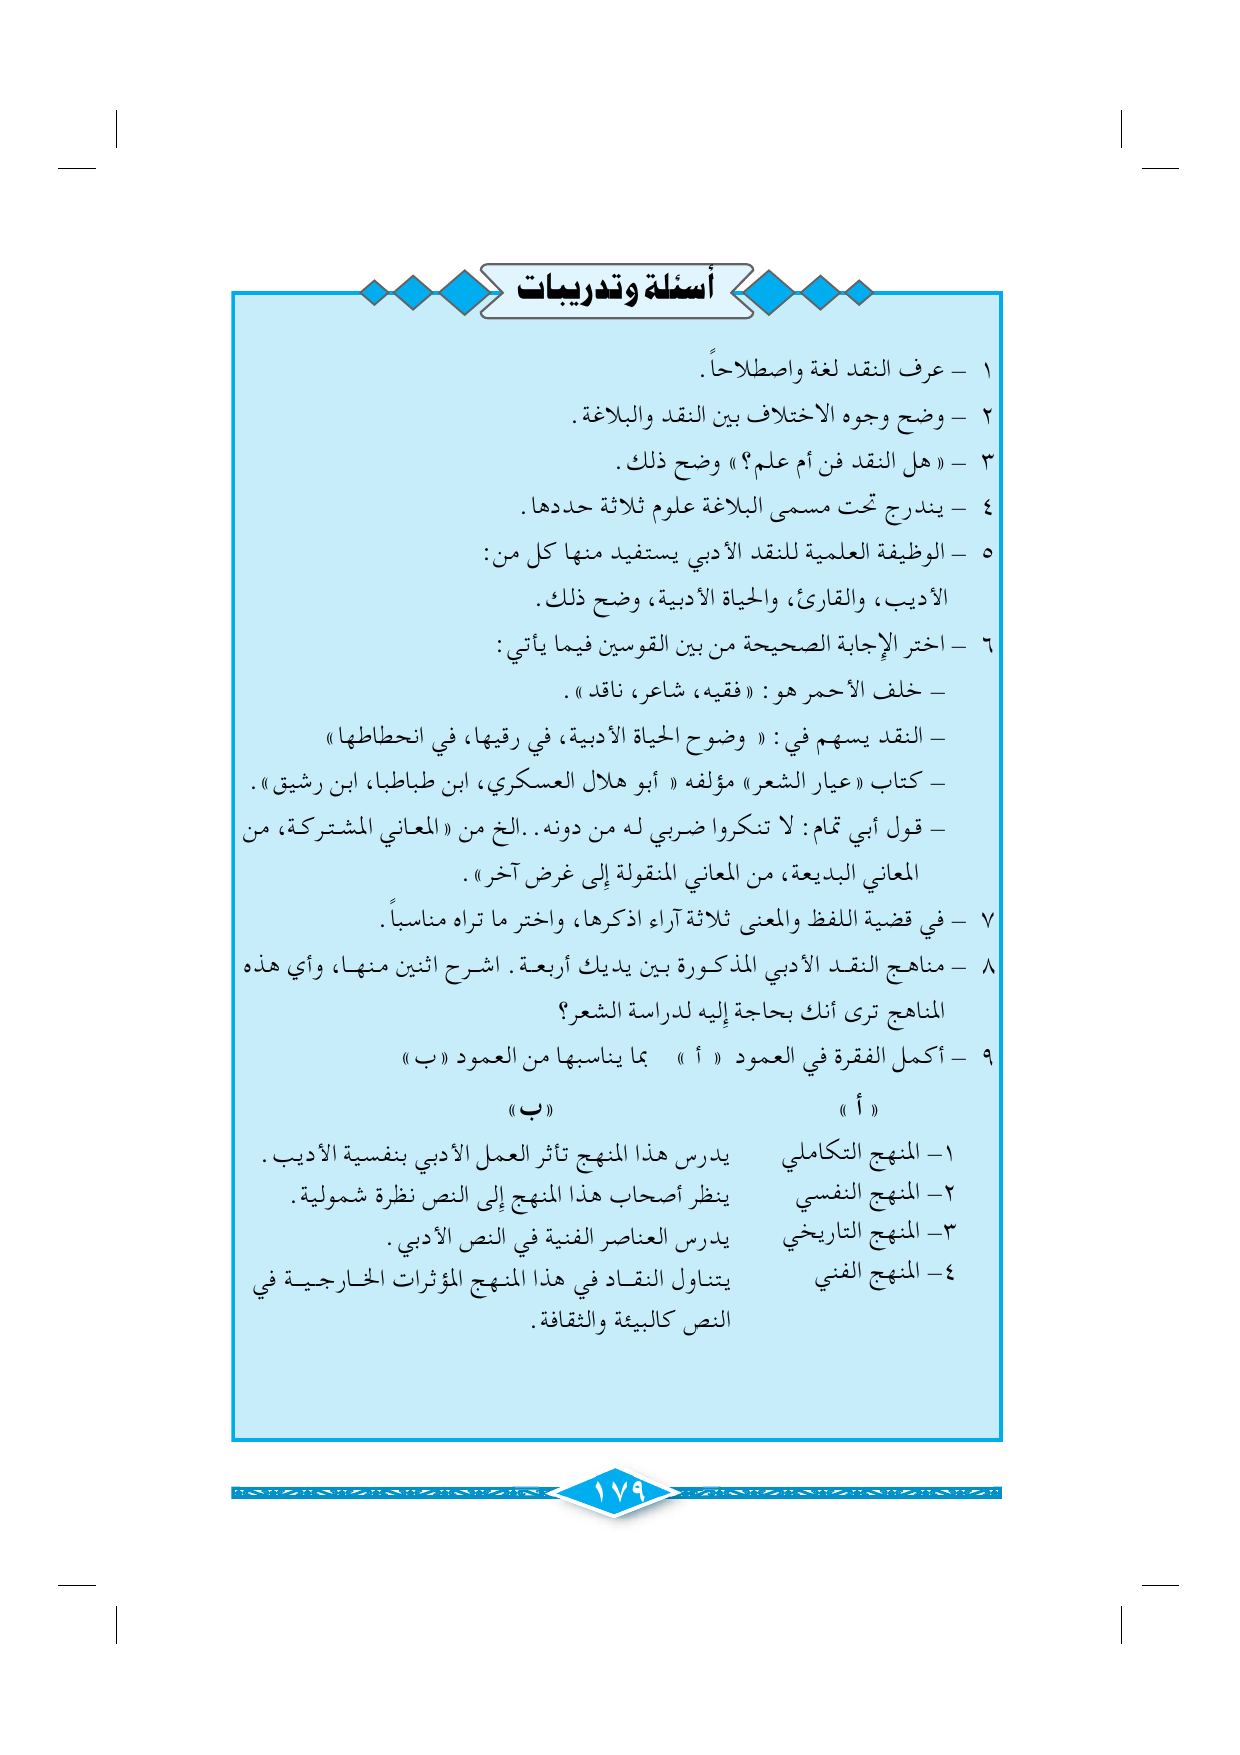 أسئلة وتدريبات
١ – عرف النقد لغة واصطلاحاً.
٢ – وضح وجوه الاختلاف بين النقد والبلاغة.
٣ – «هل النقد فن أم علم؟» وضح ذلك.
٤ – يندرج تحت مسمى البلاغة علوم ثلاثة حددها.
٥ – الوظيفة العلمية للنقد الأدبي يستفيد منها كل من:
الأديب، والقارئ، والحياة الأدبية، وضح ذلك.
٦ – اختر الإجابة الصحيحة من بين القوسين فيما يأتي:
– خلف الأحمر هو: «فقيه، شاعر، ناقد».
– النقد يسهم في: « وضوح الحياة الأدبية، في رقيها، في انحطاطها»
– كتاب «عيار الشعر» مؤلفه « أبو هلال العسكري، ابن طباطبا، ابن رشيق».
– قول أبي تمام: لا تنكروا ضربي له من دونه..الخ من «المعاني المشتركة، من
المعاني البديعة، من المعاني المنقولة إلى غرض آخر».
٧ – في قضية اللفظ والمعنى ثلاثة آراء اذكرها، واختر ما تراه مناسباً.
٨ – مناهج النقد الأدبي المذكورة بين يديك أربعة. اشرح اثنين منها، وأي هذه
المناهج ترى أنك بحاجة إليه لدراسة الشعر؟
٩ – أكمل الفقرة في العمود « أ » بما يناسبها من العمود «ب»
« أ » «ب»
١– المنهج التكاملي يدرس هذا المنهج تأثر العمل الأدبي بنفسية الأديب.
٢– المنهج النفسي ينظر أصحاب هذا المنهج إلى النص نظرة شمولية.
٣– المنهج التاريخي يدرس العناصر الفنية في النص الأدبي.
٤– المنهج الفني يتناول النقاد في هذا المنهج المؤثرات الخارجية في
النص كالبيئة والثقافة.
١٧٩